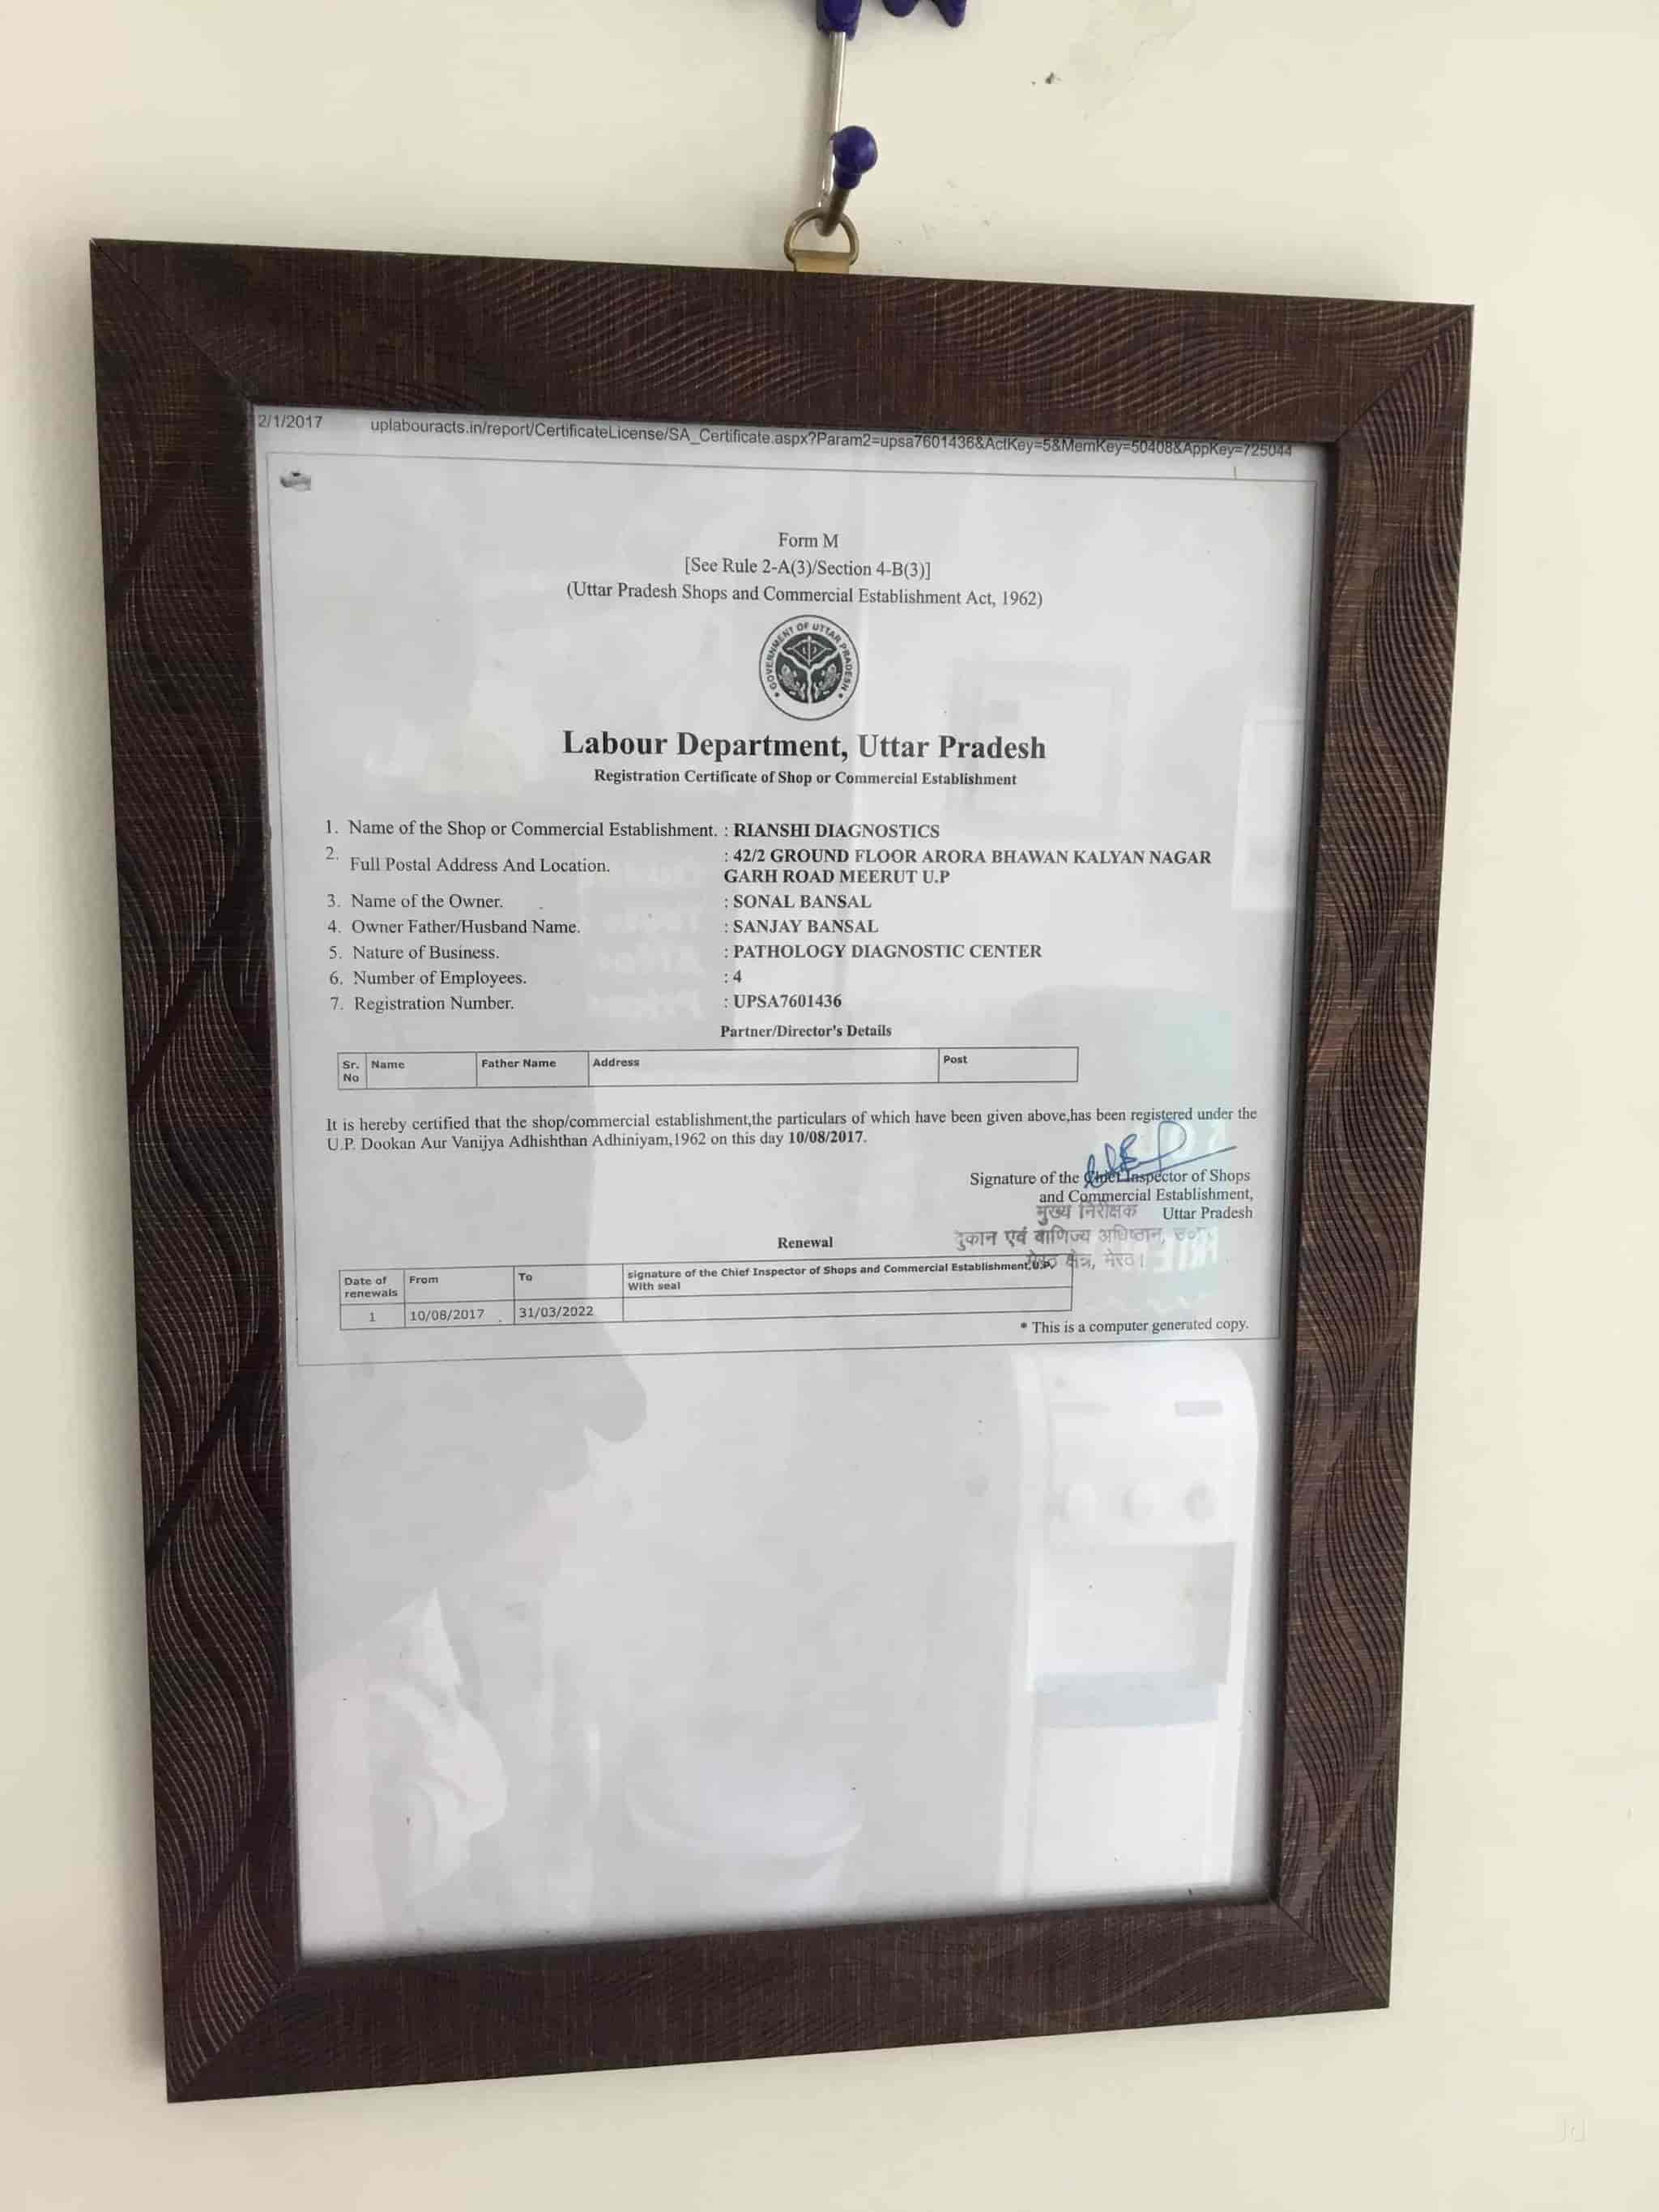 2/1/2017 uplabouracts.in/report/CertificateLicense/SA_Certificate.aspx?Param2=upsa7601436&ActKey=5&MemKey=50408&AppKey=725044
Form M
[See Rule 2-A(3)/Section 4-B(3)]
(Uttar Pradesh Shops and Commercial Establishment Act, 1962)
GOVERNMENT OF UTTAR PRADESH
Labour Department, Uttar Pradesh
Registration Certificate of Shop or Commercial Establishment
1. Name of the Shop or Commercial Establishment. : RIANSHI DIAGNOSTICS
2. Full Postal Address And Location. : 42/2 GROUND FLOOR ARORA BHAWAN KALYAN NAGAR
GARH ROAD MEERUT U.P
3. Name of the Owner. : SONAL BANSAL
4. Owner Father/Husband Name. : SANJAY BANSAL
5. Nature of Business. : PATHOLOGY DIAGNOSTIC CENTER
6. Number of Employees. : 4
7. Registration Number. : UPSA7601436
Partner/Director's Details
Sr. No Name Father Name Address Post
It is hereby certified that the shop/commercial establishment,the particulars of which have been given above,has been registered under the
U.P. Dookan Aur Vanijya Adhishthan Adhiniyam,1962 on this day 10/08/2017.
Signature of the Chief Inspector of Shops
and Commercial Establishment,
मुख्य निरीक्षक Uttar Pradesh
दुकान एवं वाणिज्य अधिष्ठान,
मेरठ क्षेत्र, मेरठ।
Renewal
Date of renewals From To signature of the Chief Inspector of Shops and Commercial Establishment,U.P. With seal
1 10/08/2017 31/03/2022
* This is a computer generated copy.
Jd